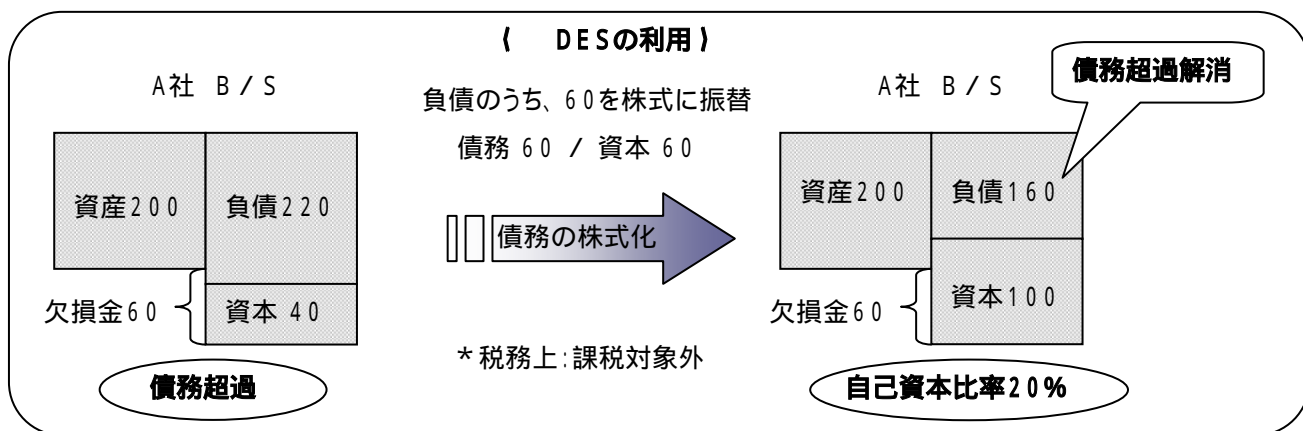 { DESの利用}
債務超過解消
A社 B/S
負債のうち、60を株式に振替
債務 60 / 資本 60
A社 B/S
資産200
負債220
債務の株式化
資産200
負債160
欠損金60
資本 40
欠損金60
資本100
*税務上:課税対象外
債務超過
自己資本比率20%